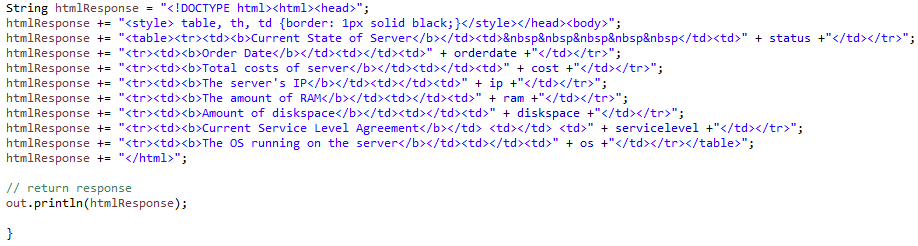 String htmlResponse = "<!DOCTYPE html><html><head>";
htmlResponse += "<style> table, th, td {border: 1px solid black;}</style></head><body>";
htmlResponse += "<table><tr><td><b>Current State of Server</b></td><td>&nbsp&nbsp&nbsp&nbsp&nbsp</td><td>" + status +"</td></tr>";
htmlResponse += "<tr><td><b>Order Date</b></td><td></td><td>" + orderdate +"</td></tr>";
htmlResponse += "<tr><td><b>Total costs of server</b></td><td></td><td>" + cost +"</td></tr>";
htmlResponse += "<tr><td><b>The server's IP</b></td><td></td><td>" + ip +"</td></tr>";
htmlResponse += "<tr><td><b>The amount of RAM</b></td><td></td><td>" + ram +"</td></tr>";
htmlResponse += "<tr><td><b>Amount of diskspace</b></td><td></td><td>" + diskspace +"</td></tr>";
htmlResponse += "<tr><td><b>Current Service Level Agreement</b></td> <td></td> <td>" + servicelevel +"</td></tr>";
htmlResponse += "<tr><td><b>The OS running on the server</b></td><td></td><td>" + os +"</td></tr></table>";
htmlResponse += "</html>";
// return response
out.println(htmlResponse);
}